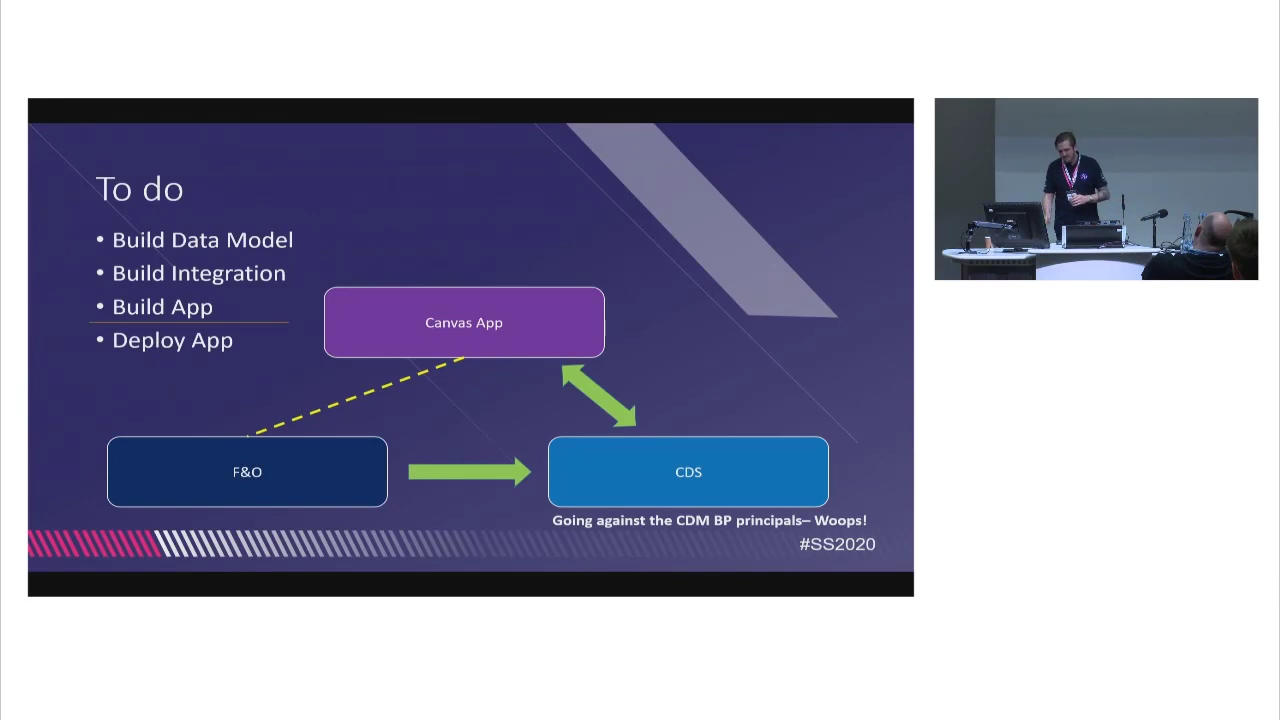 To do
• Build Data Model
• Build Integration
• Build App
• Deploy App
Canvas App
F&O
CDS
Going against the CDM BP principals– Woops!
#SS2020